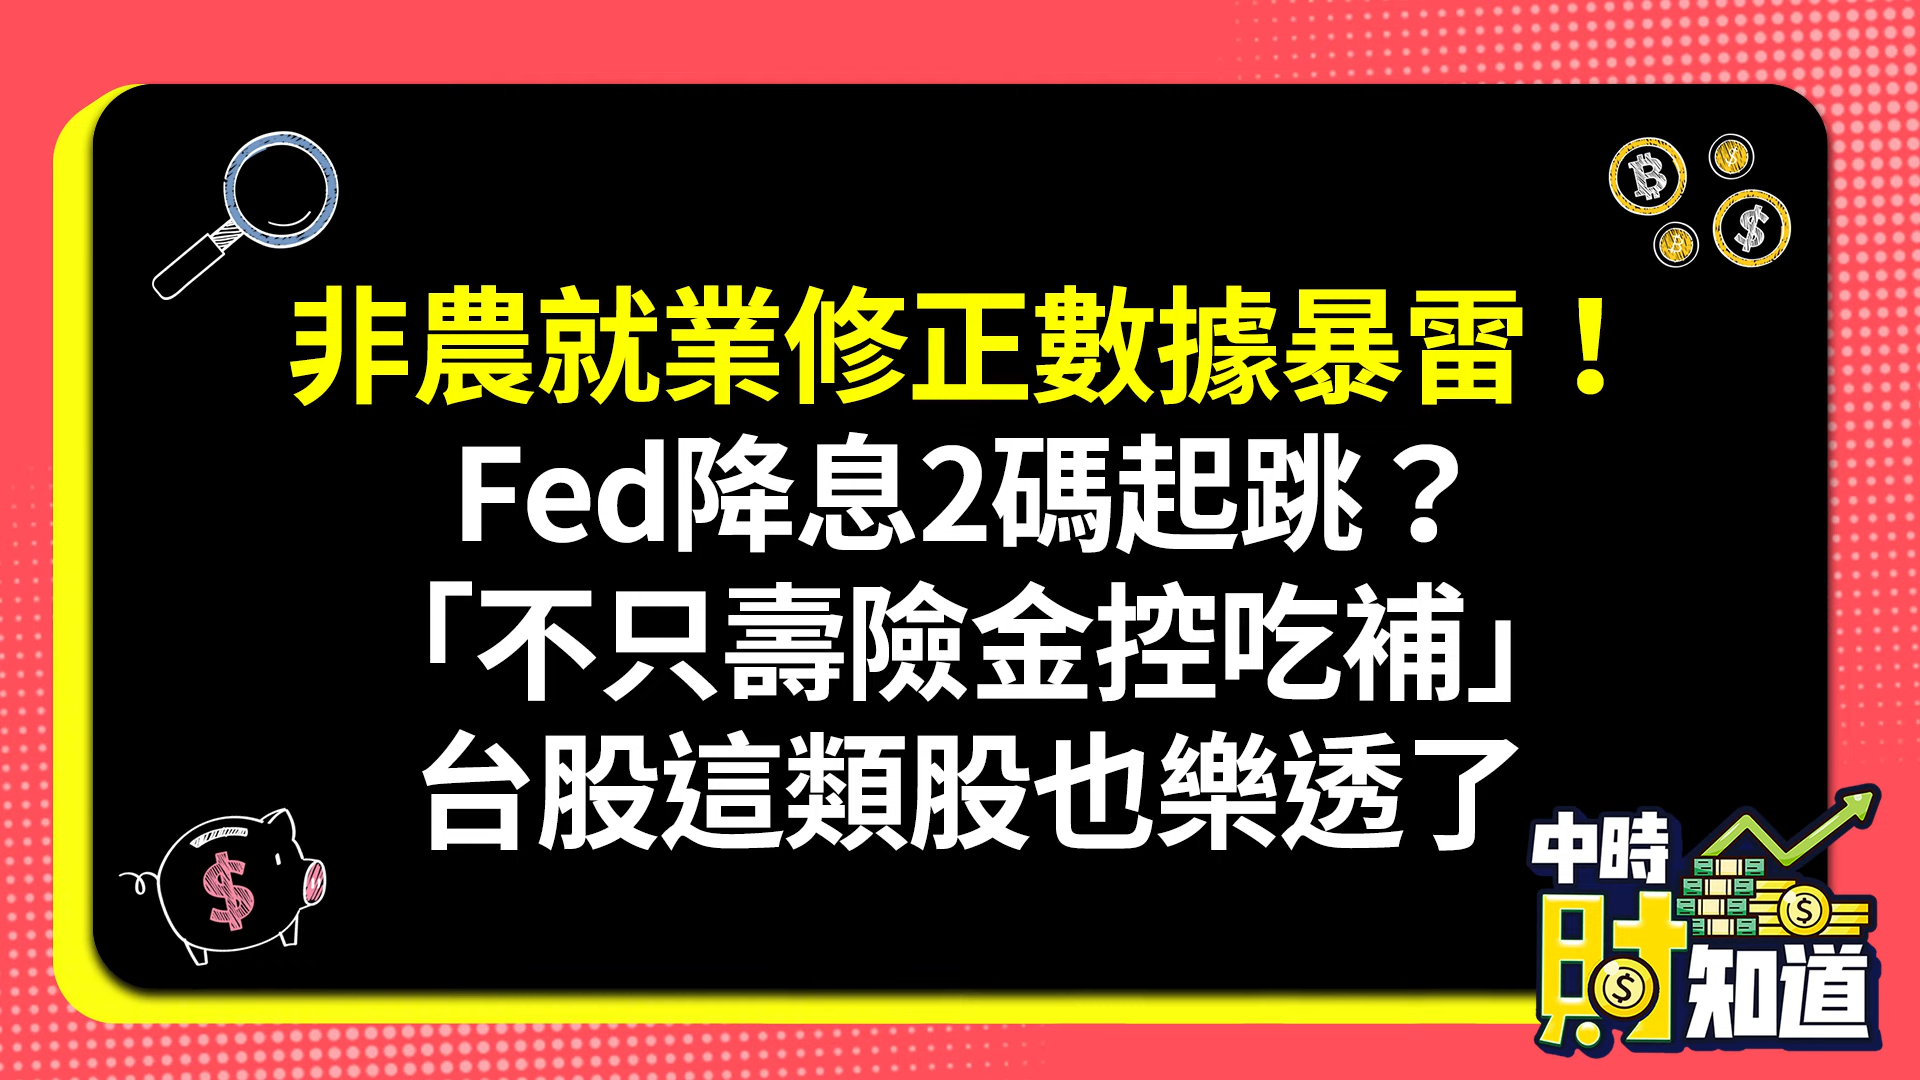 非農就業修正數據暴雷！
Fed降息2碼起跳？
「不只壽險金控吃補」
台股這類股也樂透了
中時
財知道